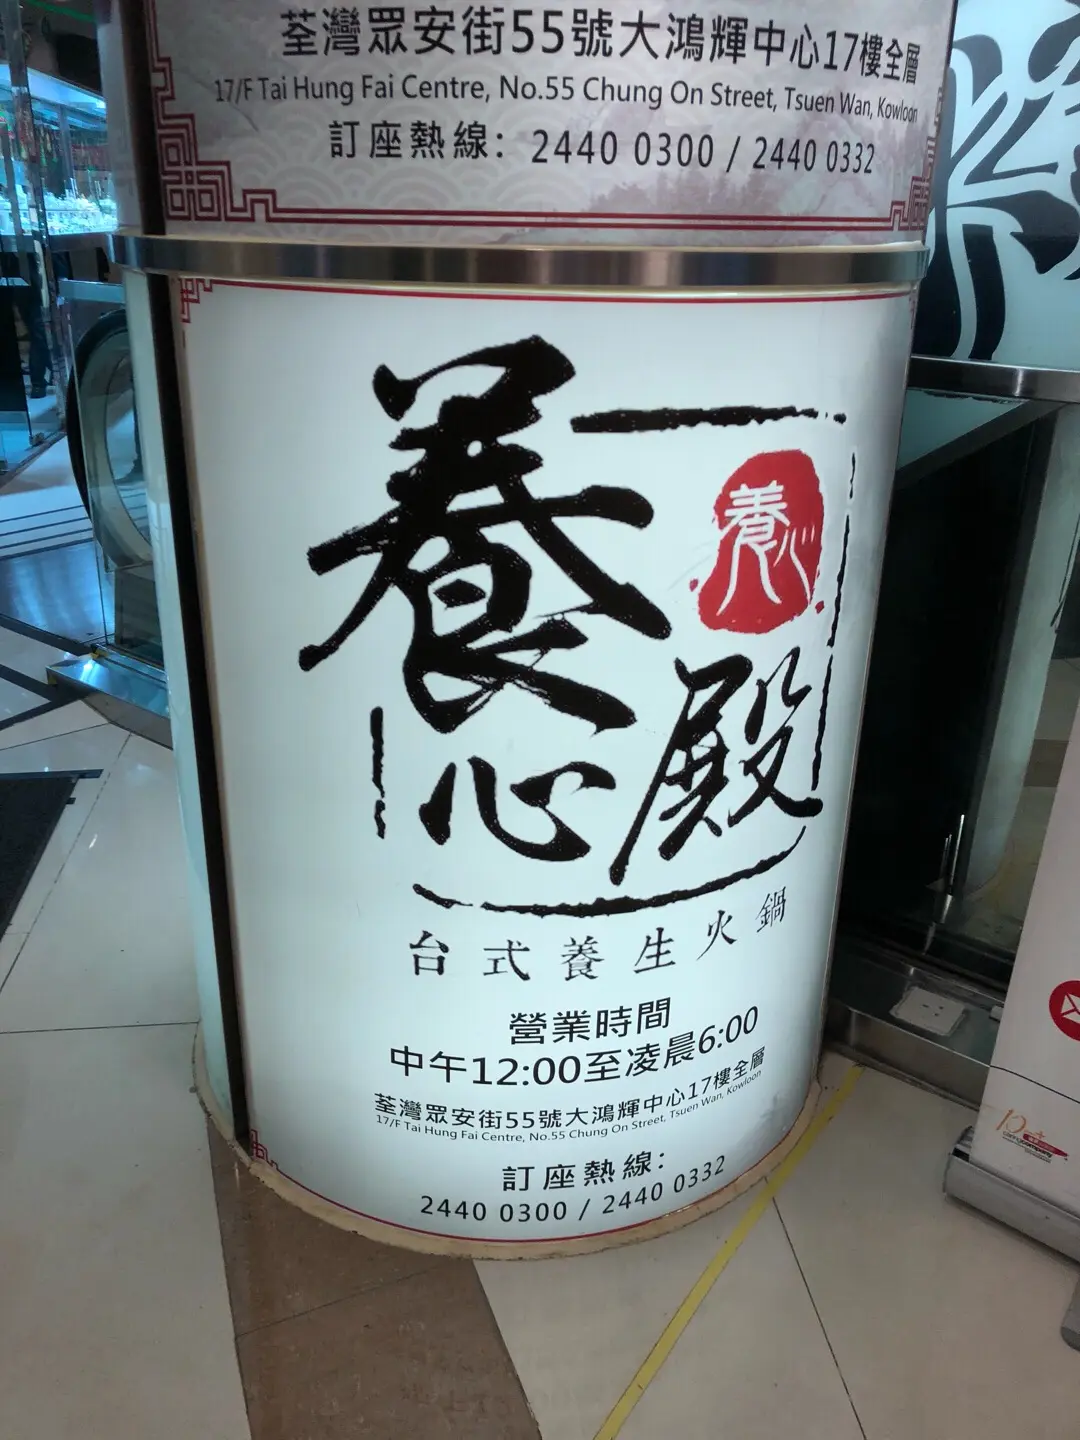 荃灣眾安街55號大鴻輝中心17樓全層
17/F Tai Hung Fai Centre, No.55 Chung On Street, Tsuen Wan, Kowloon
訂座熱線：2440 0300 / 2440 0332
養心殿
養心
台式養生火鍋
營業時間
中午12:00至凌晨6:00
荃灣眾安街55號大鴻輝中心17樓全層
17/F Tai Hung Fai Centre, No.55 Chung On Street, Tsuen Wan, Kowloon
訂座熱線：
2440 0300 / 2440 0332
caringcompany